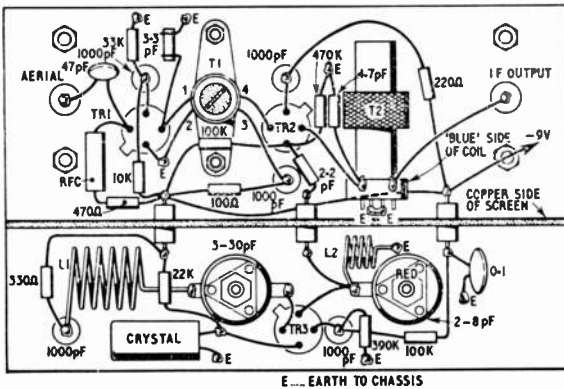 E
E
33K
3-3
pF
1000pF
1000pF
470K
E
4-7pF
AERIAL
47pF
T1
220Ω
I F OUTPUT
TR1
1
4
TR2
T2
2
3
100K
E
'BLUE' SIDE
OF COIL
-9V
RFC
10K
2-2
pF
470Ω
100Ω
1000
pF
E
E
COPPER SIDE
OF SCREEN
3-30pF
L1
L2
E
330Ω
22K
RED
0-1
E
TR3
2-8pF
1000pF
CRYSTAL
E
E
1000
pF
390K
100K
E
E.... EARTH TO CHASSIS